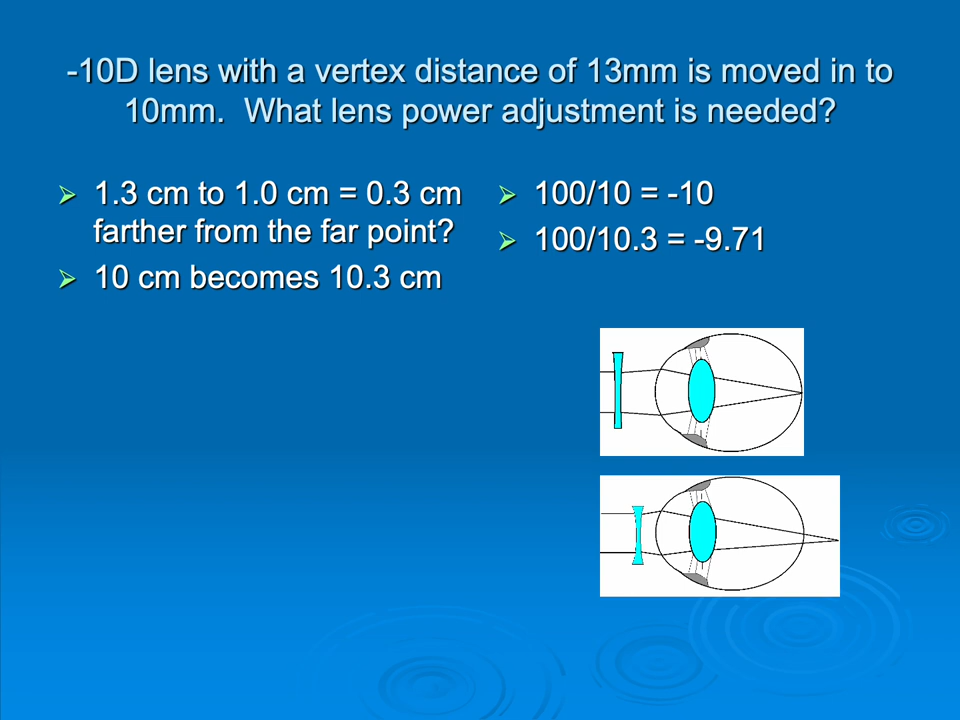 -10D lens with a vertex distance of 13mm is moved in to
10mm.  What lens power adjustment is needed?
1.3 cm to 1.0 cm = 0.3 cm
farther from the far point?
10 cm becomes 10.3 cm
100/10 = -10
100/10.3 = -9.71